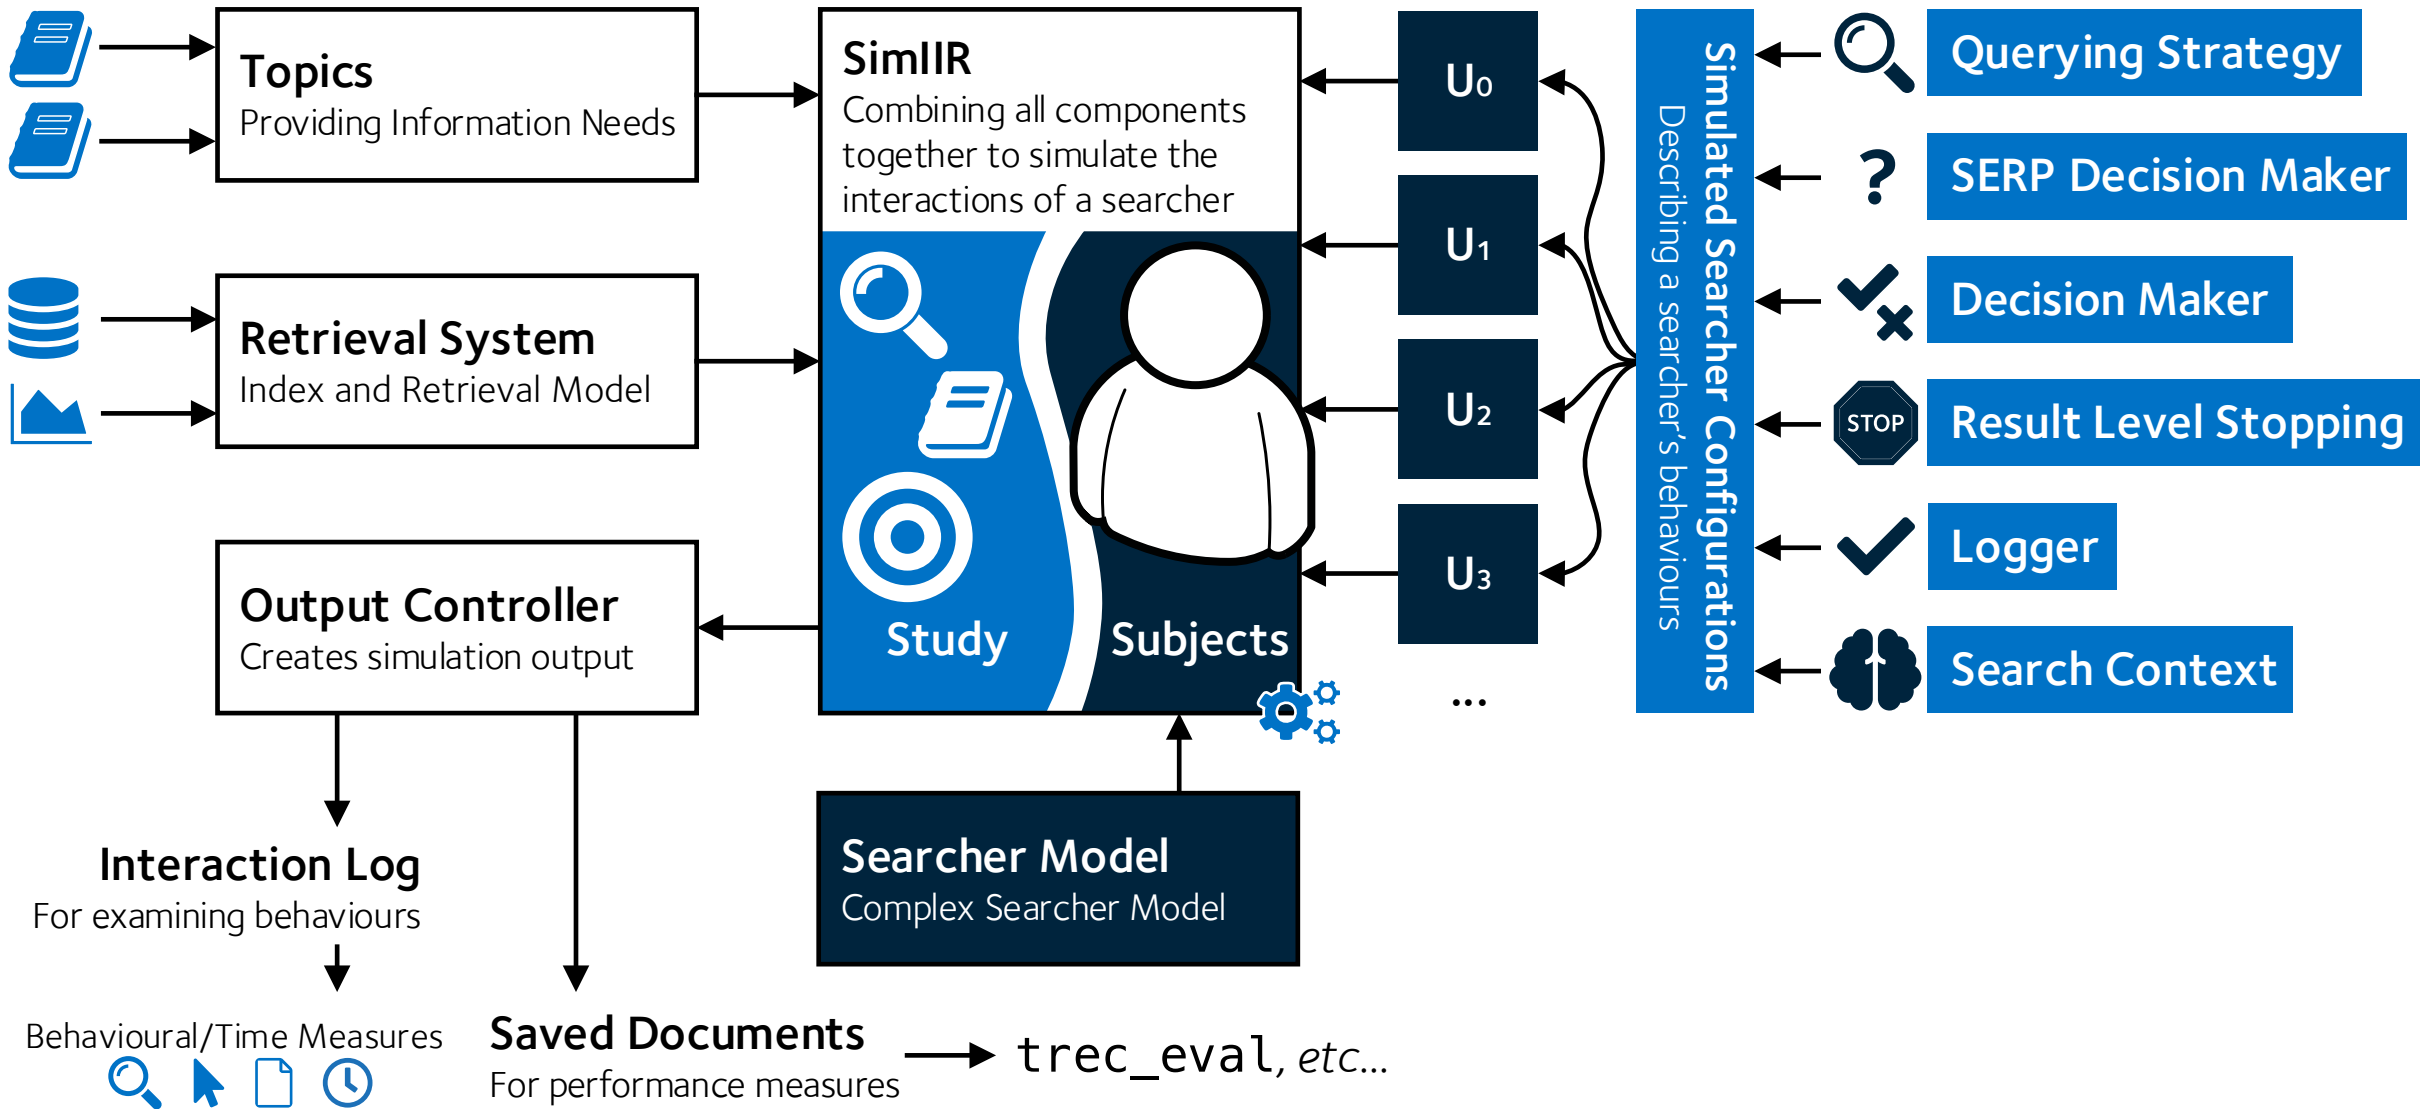 Topics
Providing Information Needs
Retrieval System
Index and Retrieval Model
Output Controller
Creates simulation output
Interaction Log
For examining behaviours
Behavioural/Time Measures
Saved Documents
For performance measures
trec_eval, etc...
SimIIR
Combining all components
together to simulate the
interactions of a searcher
Study
Subjects
Searcher Model
Complex Searcher Model
U0
U1
U2
U3
...
Simulated Searcher Configurations
Describing a searcher's behaviours
Querying Strategy
? SERP Decision Maker
Decision Maker
STOP
Result Level Stopping
Logger
Search Context